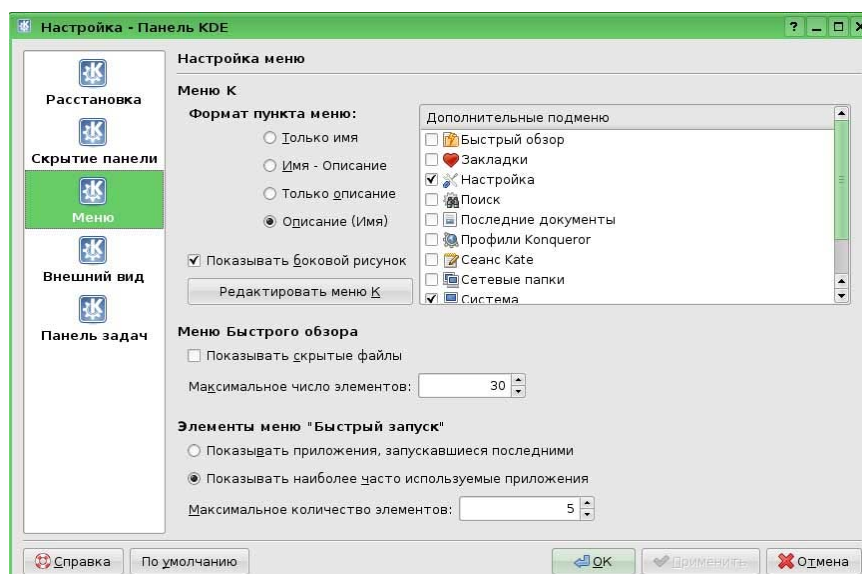 Настройка - Панель KDE
Расстановка
Скрытие панели
Меню
Внешний вид
Панель задач
Настройка меню
Меню K
Формат пункта меню:
Только имя
Имя - Описание
Только описание
Описание (Имя)
Показывать боковой рисунок
Редактировать меню K
Дополнительные подменю
Быстрый обзор
Закладки
Настройка
Поиск
Последние документы
Профили Konqueror
Сеанс Kate
Сетевые папки
Система
Меню Быстрого обзора
Показывать скрытые файлы
Максимальное число элементов: 30
Элементы меню "Быстрый запуск"
Показывать приложения, запускавшиеся последними
Показывать наиболее часто используемые приложения
Максимальное количество элементов: 5
Справка
По умолчанию
OK
Применить
Отмена